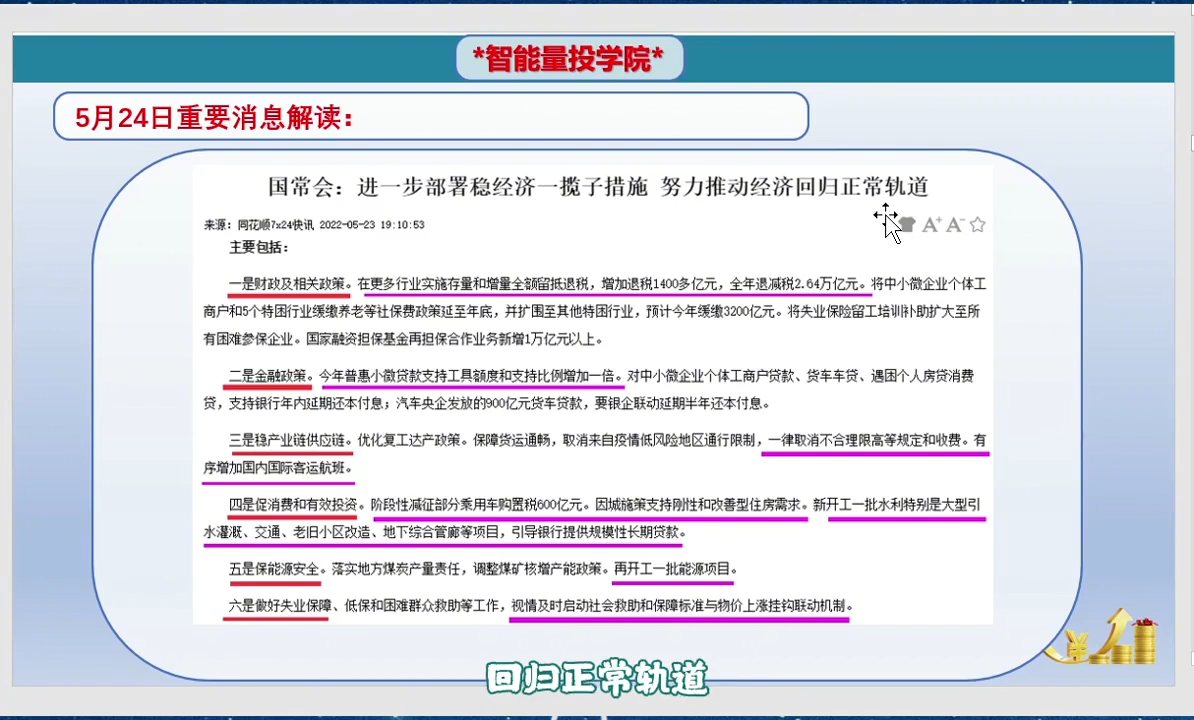 *智能量投学院*
5月24日重要消息解读：
国常会：进一步部署稳经济一揽子措施 努力推动经济回归正常轨道
来源：同花顺7x24快讯 2022-05-23 19:10:53
A+ A-
主要包括：
一是财政及相关政策。在更多行业实施存量和增量全额留抵退税，增加退税1400多亿元，全年退减税2.64万亿元。将中小微企业个体工
商户和5个特困行业缓缴养老等社保费政策延至年底，并扩围至其他特困行业，预计今年缓缴3200亿元。将失业保险留工培训补助扩大至所
有困难参保企业。国家融资担保基金再担保合作业务新增1万亿元以上。
二是金融政策。今年普惠小微贷款支持工具额度和支持比例增加一倍。对中小微企业个体工商户贷款、货车车贷、遇困个人房贷消费
贷，支持银行年内延期还本付息；汽车央企发放的900亿元货车贷款，要银企联动延期半年还本付息。
三是稳产业链供应链。优化复工达产政策。保障货运通畅，取消来自疫情低风险地区通行限制，一律取消不合理限高等规定和收费。有
序增加国内国际客运航班。
四是促消费和有效投资。阶段性减征部分乘用车购置税600亿元。因城施策支持刚性和改善型住房需求。新开工一批水利特别是大型引
水灌溉、交通、老旧小区改造、地下综合管廊等项目，引导银行提供规模性长期贷款。
五是保能源安全。落实地方煤炭产量责任，调整煤矿核增产能政策。再开工一批能源项目。
六是做好失业保障、低保和困难群众救助等工作，视情及时启动社会救助和保障标准与物价上涨挂钩联动机制。
回归正常轨道